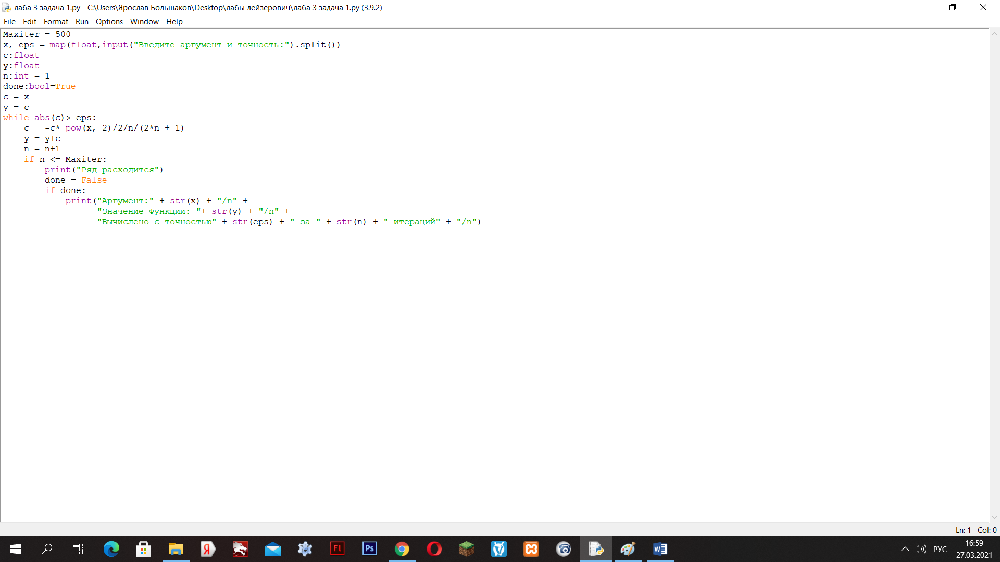 лаба 3 задача 1.py - C:\Users\Ярослав Большаков\Desktop\лабы лейзерович\лаба 3 задача 1.py (3.9.2)
File Edit Format Run Options Window Help
Maxiter = 500
x, eps = map(float,input("Введите аргумент и точность:").split())
c:float
y:float
n:int = 1
done:bool=True
c = x
y = c
while abs(c)> eps:
    c = -c* pow(x, 2)/2/n/(2*n + 1)
    y = y+c
    n = n+1
    if n <= Maxiter:
        print("Ряд расходится")
        done = False
        if done:
            print("Аргумент:" + str(x) + "/n" +
                  "Значение Функции: "+ str(y) + "/n" +
                  "Вычислено с точностью" + str(eps) + " за " + str(n) + " итераций" + "/n")
Ln: 1 Col: 0
Я Fl Ps W
РУС
16:59
27.03.2021